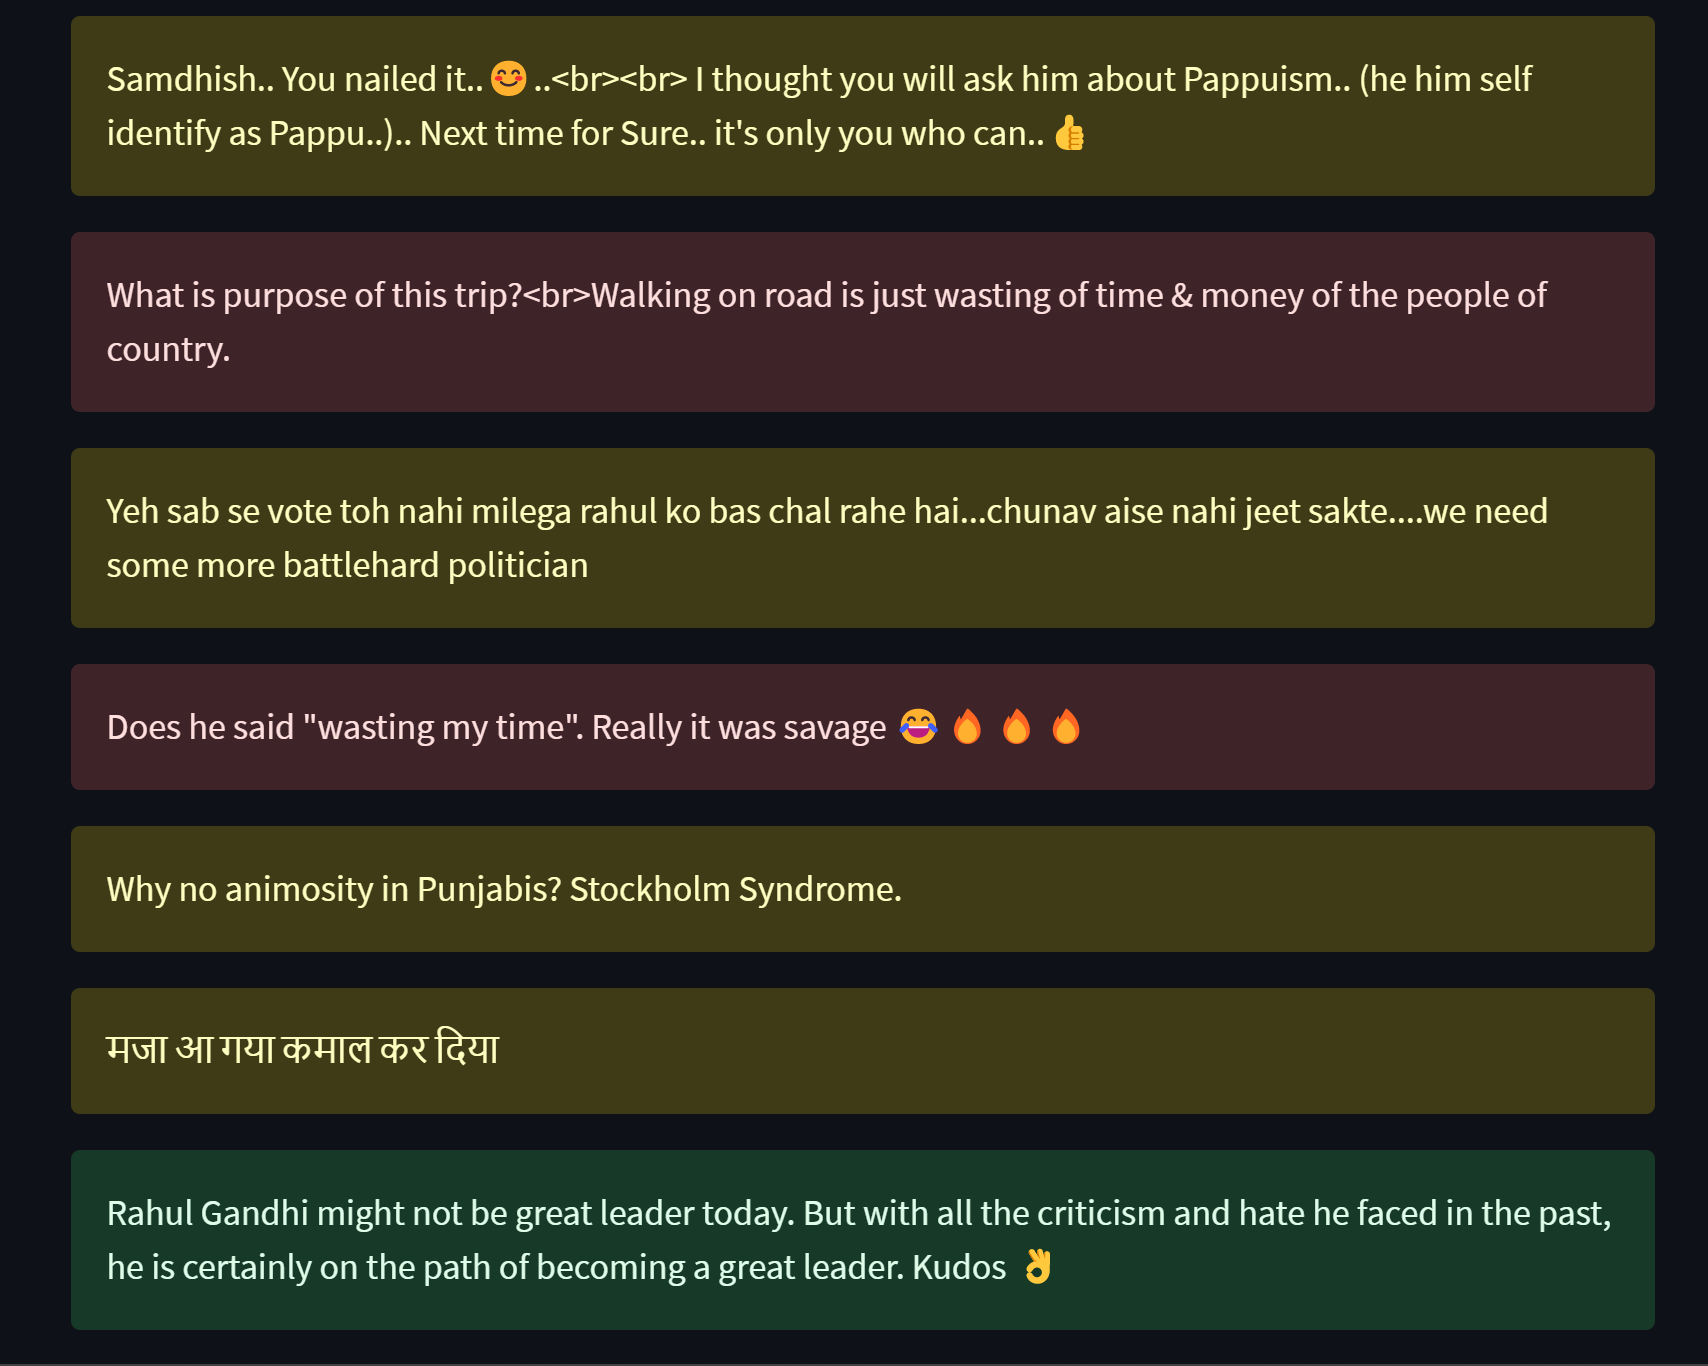 Samdhish.. You nailed it.. 😊 ..<br><br> I thought you will ask him about Pappuism.. (he him self
identify as Pappu..).. Next time for Sure.. it's only you who can.. 👍
What is purpose of this trip?<br>Walking on road is just wasting of time & money of the people of
country.
Yeh sab se vote toh nahi milega rahul ko bas chal rahe hai...chunav aise nahi jeet sakte....we need
some more battlehard politician
Does he said "wasting my time". Really it was savage 😂 🔥 🔥 🔥
Why no animosity in Punjabis? Stockholm Syndrome.
मजा आ गया कमाल कर दिया
Rahul Gandhi might not be great leader today. But with all the criticism and hate he faced in the past,
he is certainly on the path of becoming a great leader. Kudos 👌